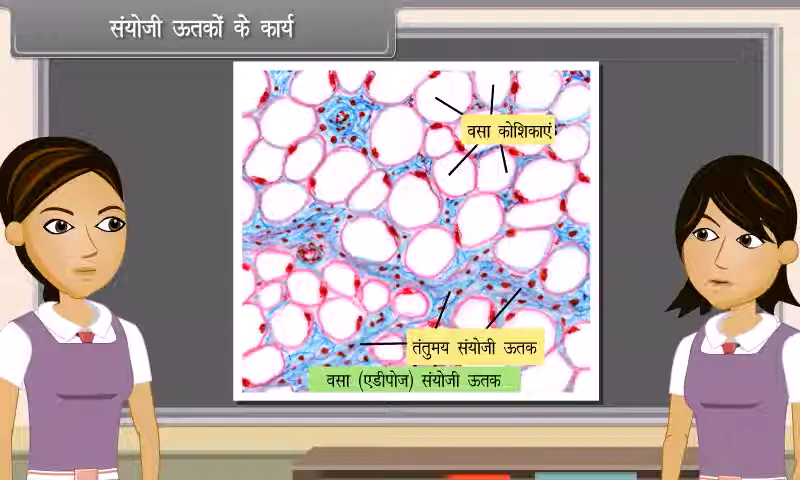 संयोजी ऊतकों के कार्य
वसा कोशिकाएं
तंतुमय संयोजी ऊतक
वसा (एडीपोज) संयोजी ऊतक